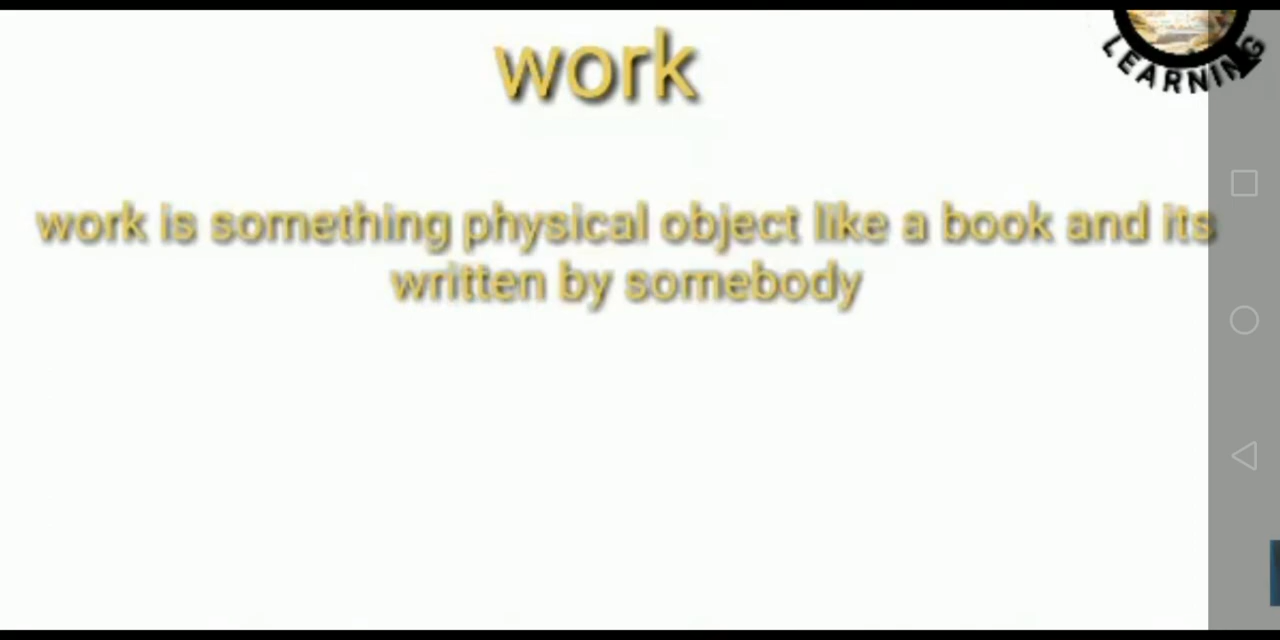 work
LEARNING
work is something physical object like a book and its
written by somebody